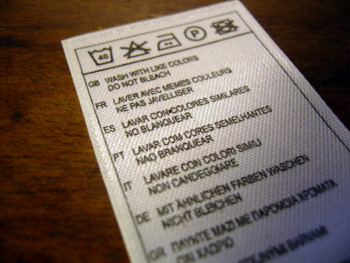 40 P
GB WASH WITH LIKE COLORS
DO NOT BLEACH
FR LAVER AVEC MEMES COULEURS
NE PAS JAVELLISER
ES LAVAR CON COLORES SIMILARES
NO BLANQUEAR
PT LAVAR COM CORES SEMELHANTES
NAO BRANQUEAR
IT LAVARE CON COLORI SIMILI
NON CANDEGGIARE
DE MIT ÄHNLICHEN FARBEN WASCHEN
NICHT BLEICHEN
GR ΠΛΥΝΤΕ ΜΑΖΙ ΜΕ ΠΑΡΟΜΟΙΑ ΧΡΩΜΑΤΑ
ΟΧΙ ΧΛΩΡΙΟ